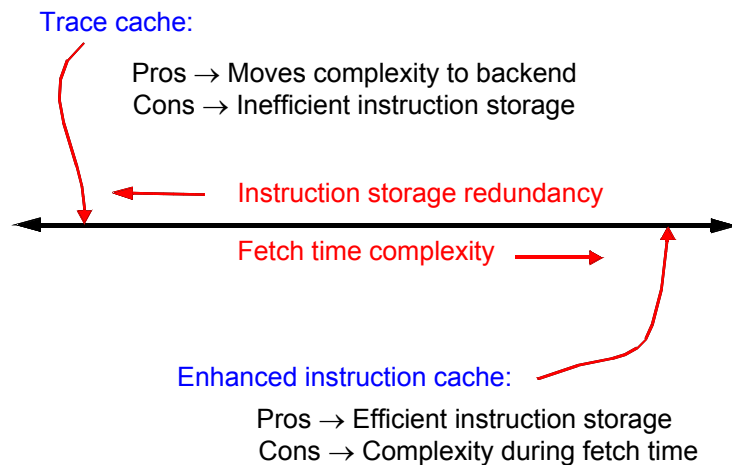 Trace cache:
Pros → Moves complexity to backend
Cons → Inefficient instruction storage
Instruction storage redundancy
Fetch time complexity
Enhanced instruction cache:
Pros → Efficient instruction storage
Cons → Complexity during fetch time